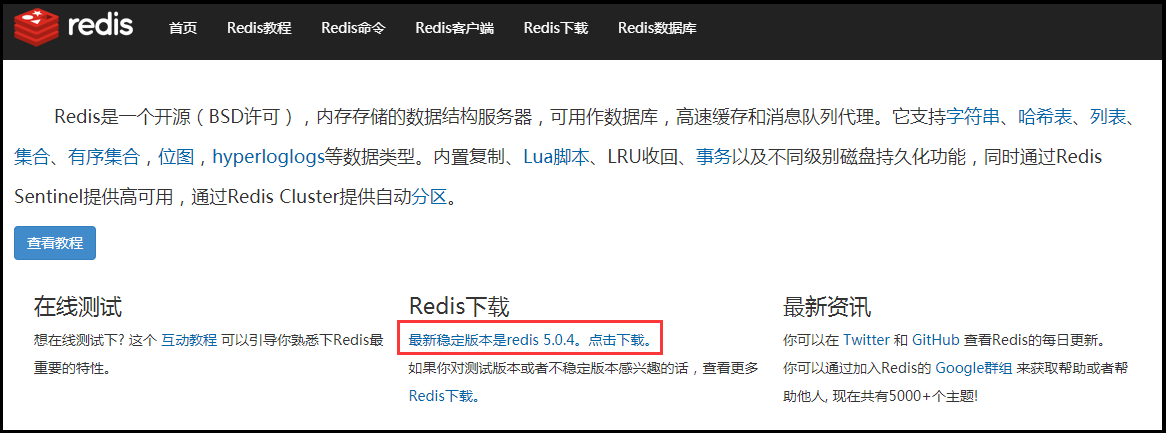 redis 首页 Redis教程 Redis命令 Redis客户端 Redis下载 Redis数据库
Redis是一个开源（BSD许可），内存存储的数据结构服务器，可用作数据库，高速缓存和消息队列代理。它支持字符串、哈希表、列表、
集合、有序集合，位图，hyperloglogs等数据类型。内置复制、Lua脚本、LRU收回、事务以及不同级别磁盘持久化功能，同时通过Redis
Sentinel提供高可用，通过Redis Cluster提供自动分区。
查看教程
在线测试
想在线测试下? 这个 互动教程 可以引导你熟悉下Redis最
重要的特性。
Redis下载
最新稳定版本是redis 5.0.4。点击下载。
如果你对测试版本或者不稳定版本感兴趣的话，查看更多
Redis下载。
最新资讯
你可以在 Twitter 和 GitHub 查看Redis的每日更新。
你可以通过加入Redis的 Google群组 来获取帮助或者帮
助他人, 现在共有5000+个主题!